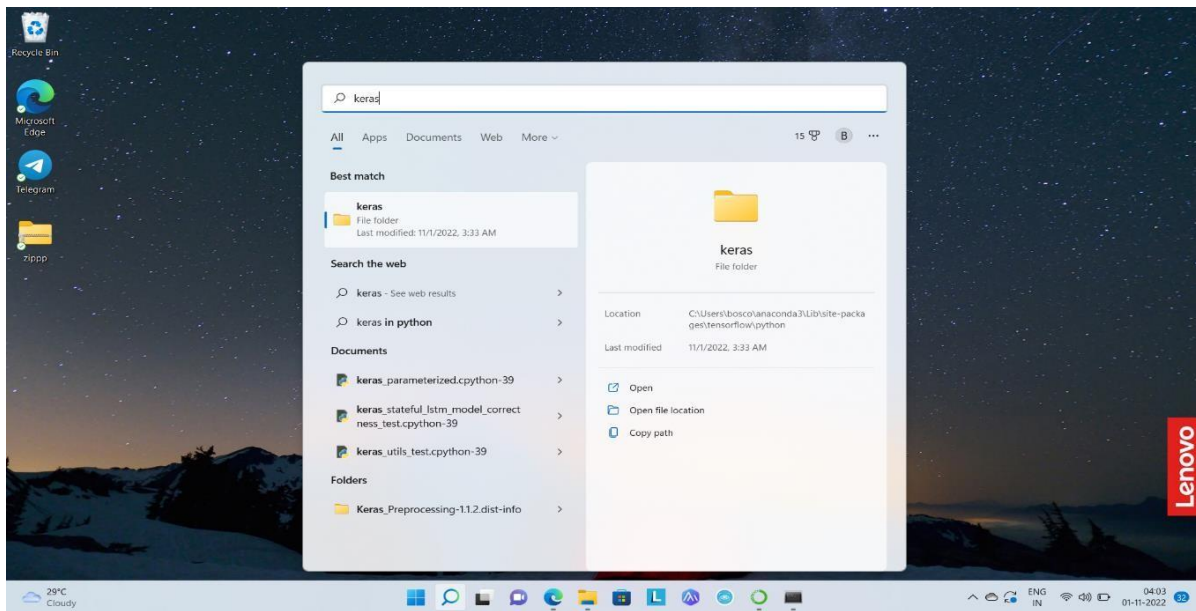 Recycle Bin
Microsoft
Edge
Telegram
zippp
keras
All Apps Documents Web More
15 B ...
Best match
keras
File folder
Last modified: 11/1/2022, 3:33 AM
Search the web
keras - See web results
keras in python
Documents
keras_parameterized.cpython-39
keras_stateful_lstm_model_correct
ness_test.cpython-39
keras_utils_test.cpython-39
Folders
Keras_Preprocessing-1.1.2.dist-info
keras
File folder
Location C:\Users\bosco\anaconda3\Lib\site-packa
ges\tensorflow\python
Last modified 11/1/2022, 3:33 AM
Open
Open file location
Copy path
Lenovo
29°C
Cloudy
L
L
ENG
IN
04:03
01-11-2022
32